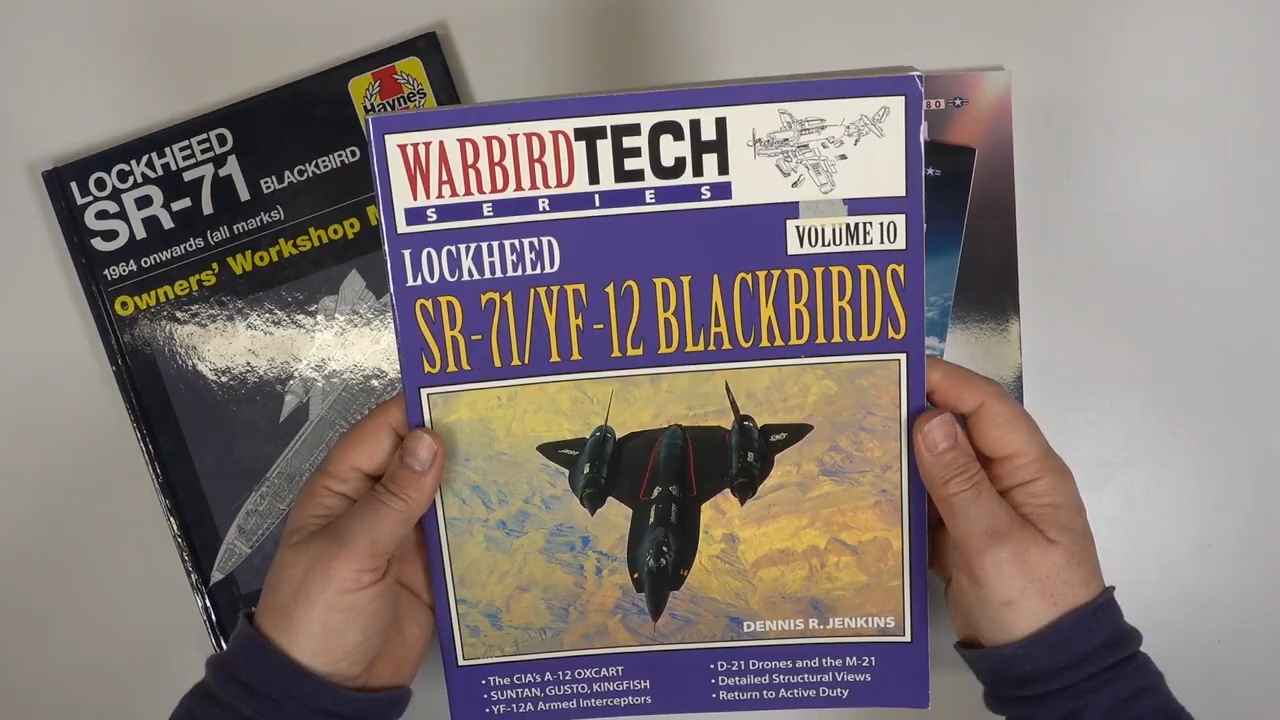 Haynes
LOCKHEED
SR-71 BLACKBIRD
1964 onwards (all marks)
Owners' Workshop
80
WARBIRDTECH
SERIES
VOLUME 10
LOCKHEED
SR-71/YF-12 BLACKBIRDS
DENNIS R. JENKINS
• The CIA's A-12 OXCART
• SUNTAN, GUSTO, KINGFISH
• YF-12A Armed Interceptors
• D-21 Drones and the M-21
• Detailed Structural Views
• Return to Active Duty